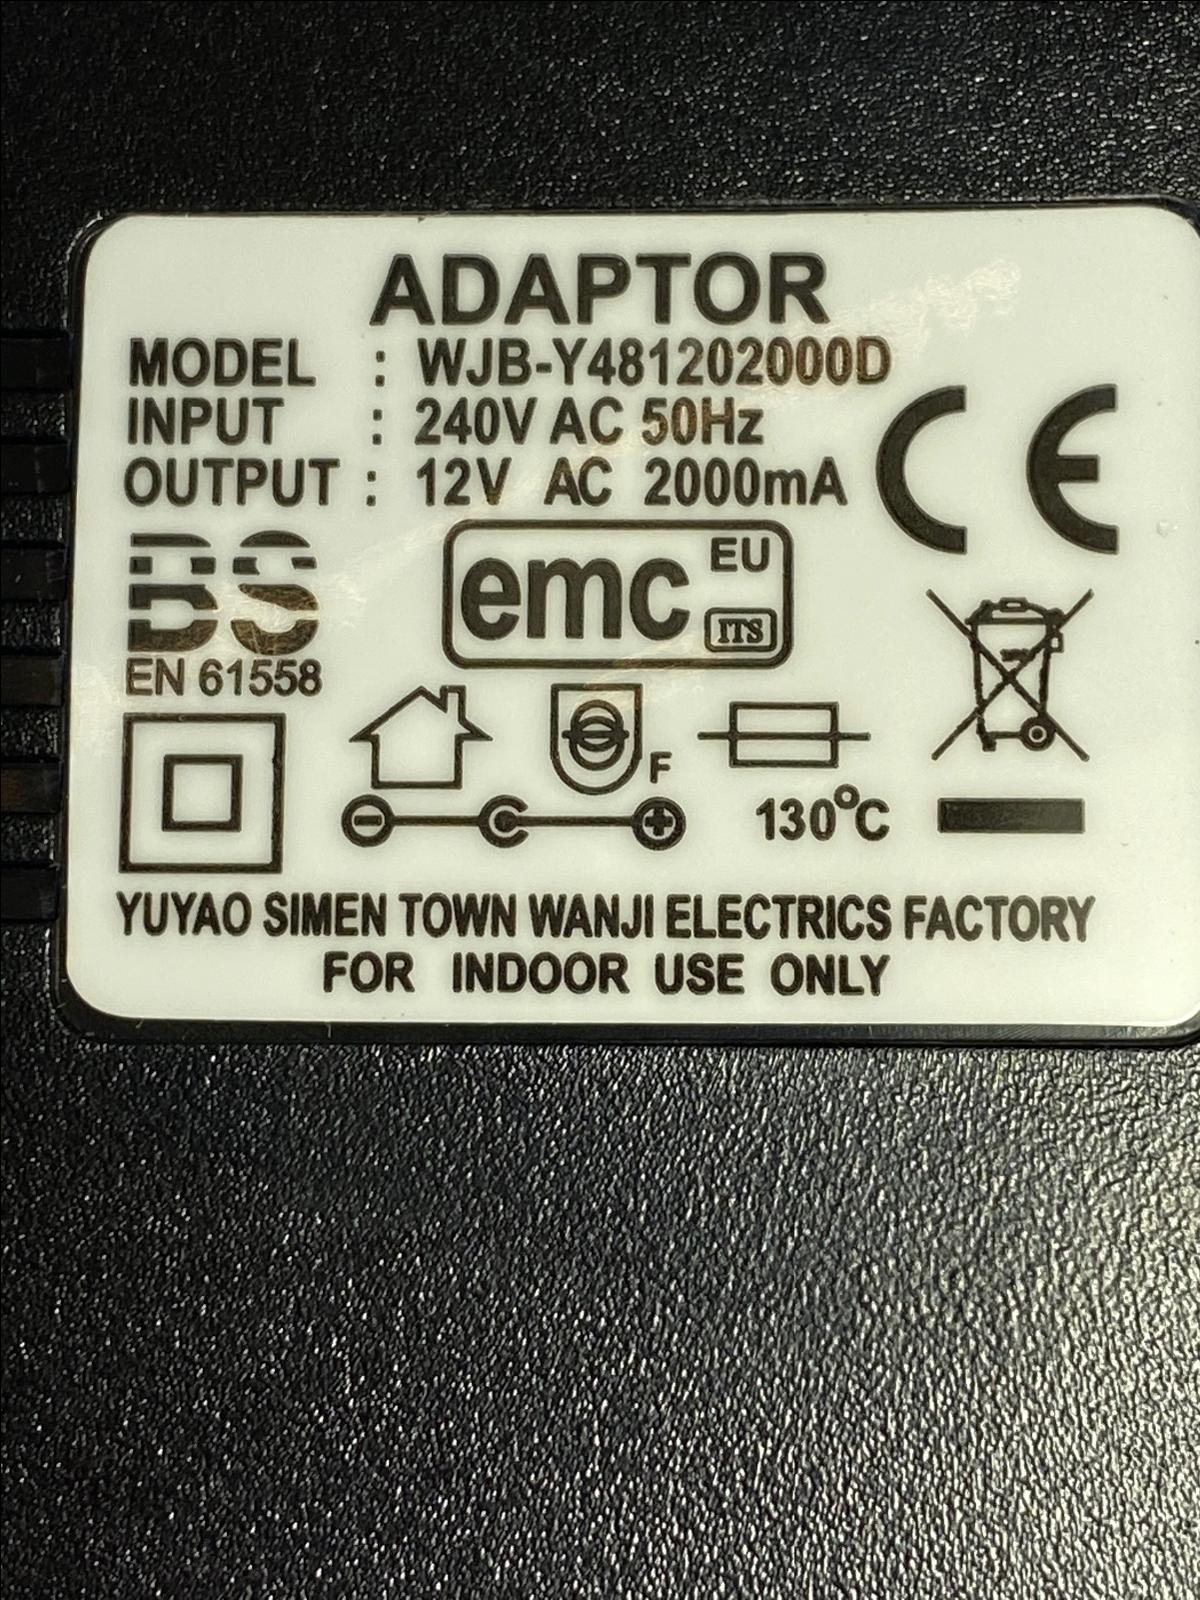 ADAPTOR
MODEL : WJB-Y481202000D
INPUT : 240V AC 50Hz
OUTPUT : 12V AC 2000mA
CE
BS
EN 61558
emc EU
ITS
F
130°C
YUYAO SIMEN TOWN WANJI ELECTRICS FACTORY
FOR INDOOR USE ONLY